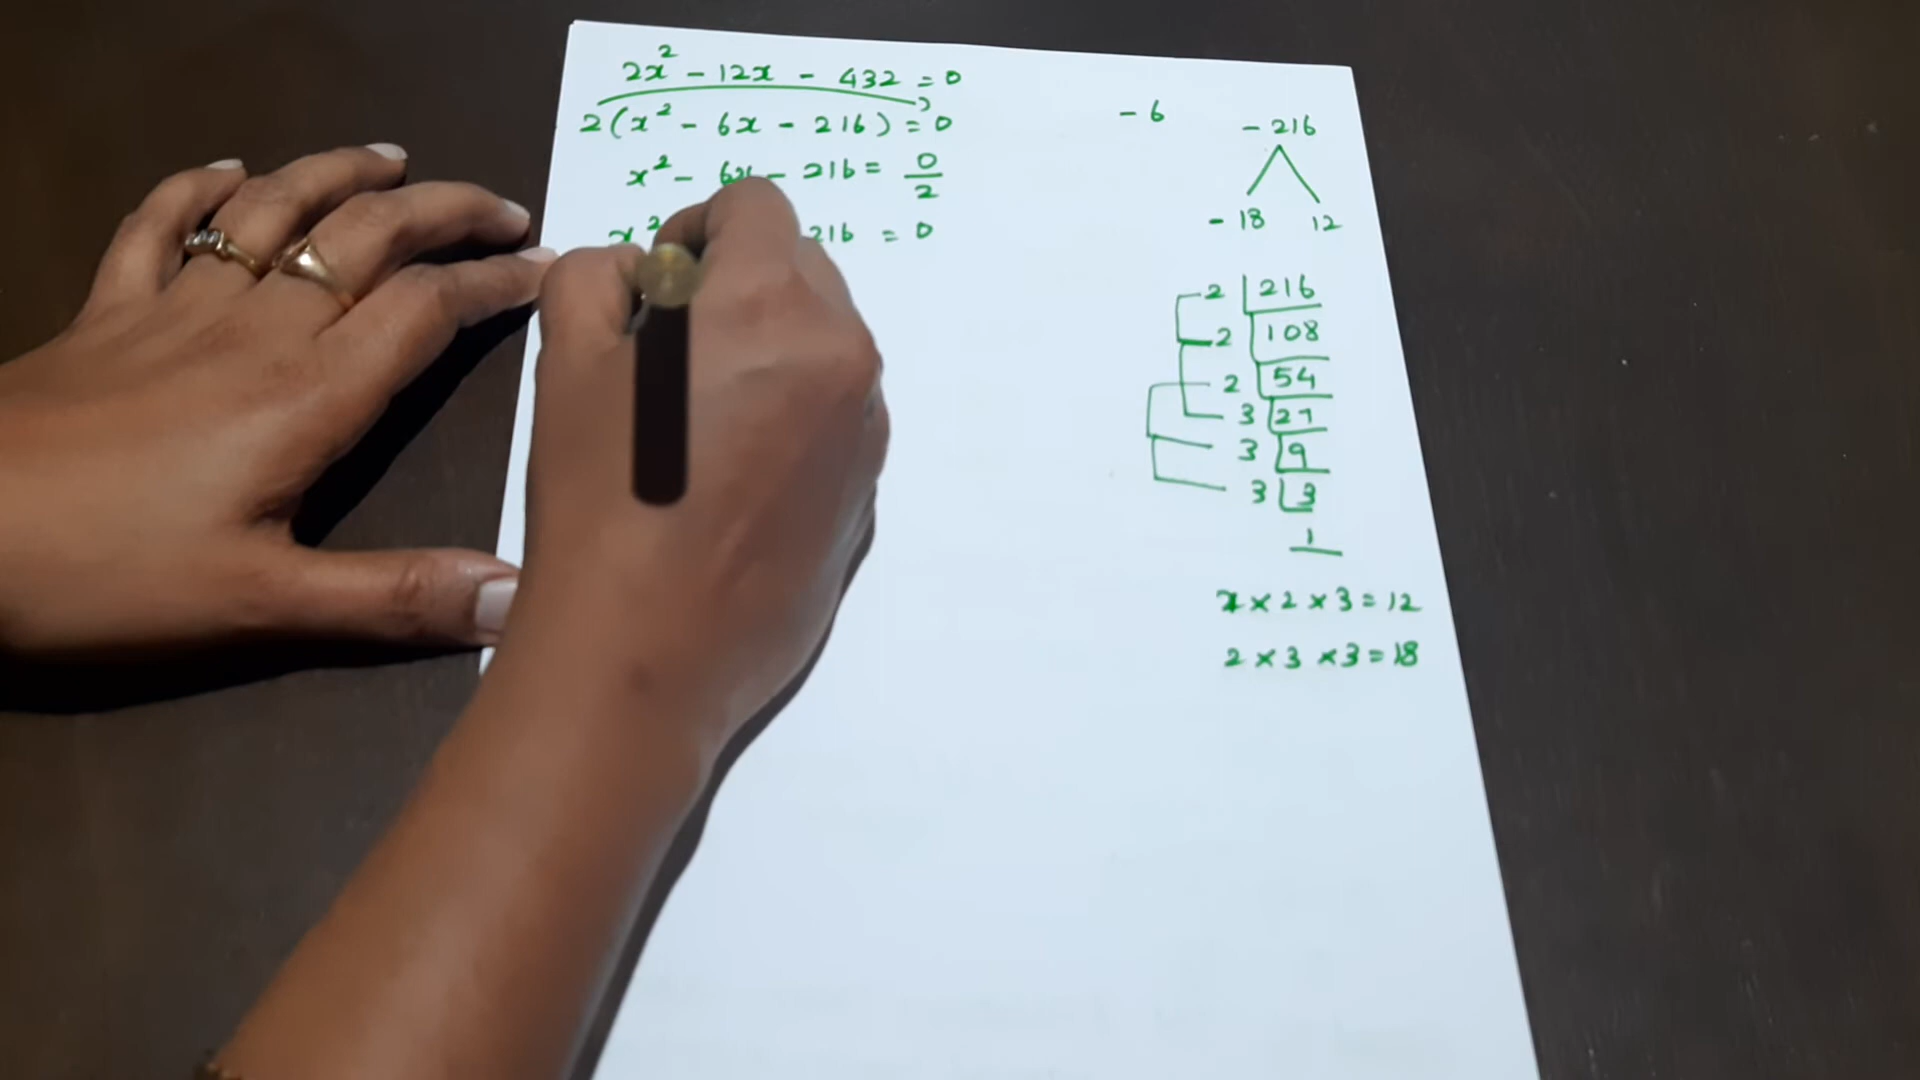 2x² - 12x - 432 = 0
2(x² - 6x - 216) = 0
x² - 6x - 216 = 0/2
x² 216 = 0
- 6
- 216
- 18 12
2 | 216
2 | 108
2 | 54
3 | 27
3 | 9
3 | 3
1
2 × 2 × 3 = 12
2 × 3 × 3 = 18